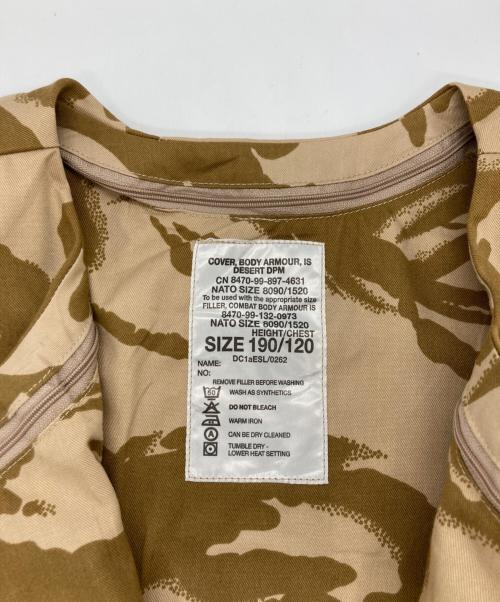 COVER, BODY ARMOUR, IS
DESERT DPM
CN 8470-99-897-4631
NATO SIZE 8090/1520
To be used with the appropriate size
FILLER, COMBAT BODY ARMOUR IS
8470-99-132-0973
NATO SIZE 8090/1520
HEIGHT/CHEST
SIZE 190/120
DC1aESL/0262
NAME:
NO:
REMOVE FILLER BEFORE WASHING
50 WASH AS SYNTHETICS
DO NOT BLEACH
WARM IRON
A CAN BE DRY CLEANED
TUMBLE DRY -
LOWER HEAT SETTING